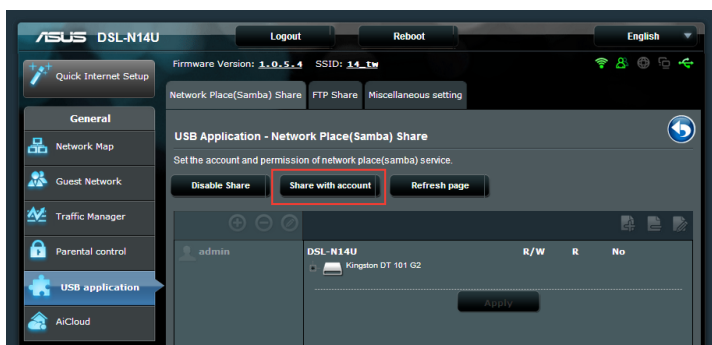 ASUS DSL-N14U Logout Reboot English
Quick Internet Setup
Firmware Version: 1.0.5.4 SSID: 14_tw
Network Place(Samba) Share FTP Share Miscellaneous setting
General
Network Map
Guest Network
Traffic Manager
Parental control
USB application
AiCloud
USB Application - Network Place(Samba) Share
Set the account and permission of network place(samba) service.
Disable Share Share with account Refresh page
admin
DSL-N14U R/W R No
Kingston DT 101 G2
Apply